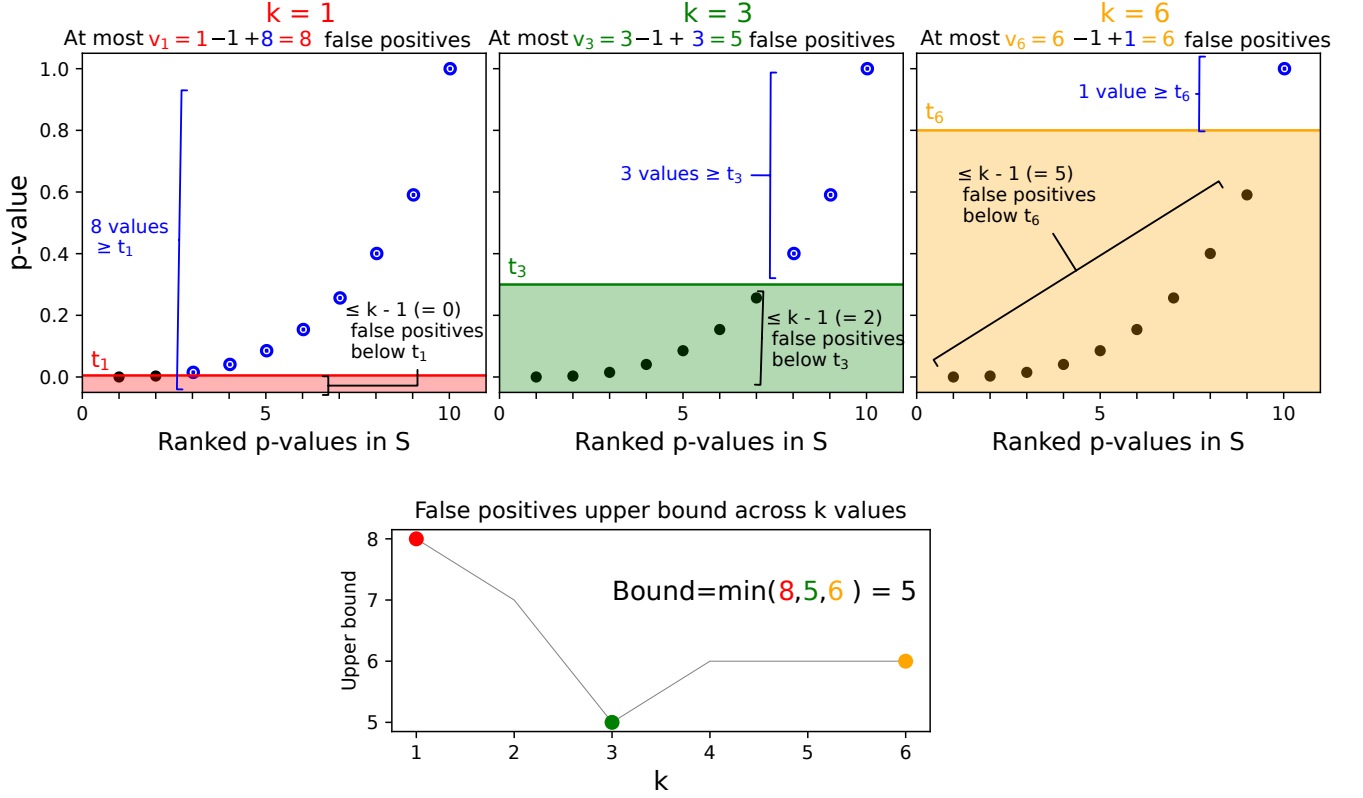 k = 1
At most v₁ = 1−1+8 = 8 false positives
1.0
0.8
0.6
0.4
0.2
0.0
p-value
8 values
≥ t₁
≤ k - 1 (= 0)
false positives
below t₁
t₁
0 5 10
Ranked p-values in S
k = 3
At most v₃ = 3−1+ 3 = 5 false positives
3 values ≥ t₃
t₃
≤ k - 1 (= 2)
false positives
below t₃
0 5 10
Ranked p-values in S
k = 6
At most v₆ = 6 −1+1 = 6 false positives
1 value ≥ t₆
t₆
≤ k - 1 (= 5)
false positives
below t₆
0 5 10
Ranked p-values in S
False positives upper bound across k values
8
7
6
5
Upper bound
Bound=min(8,5,6 ) = 5
1 2 3 4 5 6
k